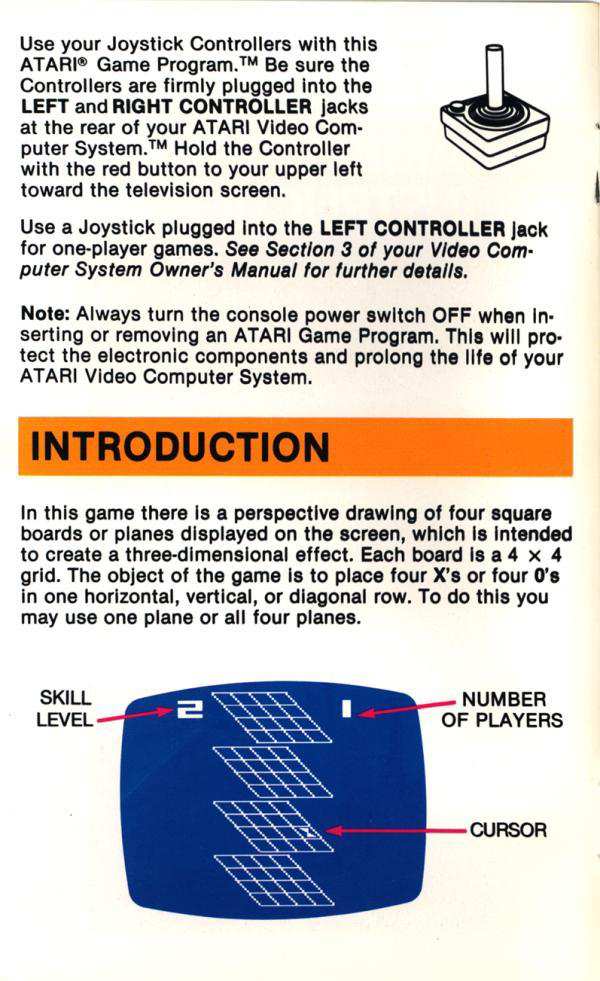 Use your Joystick Controllers with this
ATARI® Game Program.™ Be sure the
Controllers are firmly plugged into the
LEFT and RIGHT CONTROLLER jacks
at the rear of your ATARI Video Com-
puter System.™ Hold the Controller
with the red button to your upper left
toward the television screen.
Use a Joystick plugged into the LEFT CONTROLLER jack
for one-player games. See Section 3 of your Video Com-
puter System Owner's Manual for further details.
Note: Always turn the console power switch OFF when in-
serting or removing an ATARI Game Program. This will pro-
tect the electronic components and prolong the life of your
ATARI Video Computer System.
INTRODUCTION
In this game there is a perspective drawing of four square
boards or planes displayed on the screen, which is intended
to create a three-dimensional effect. Each board is a 4 × 4
grid. The object of the game is to place four X's or four 0's
in one horizontal, vertical, or diagonal row. To do this you
may use one plane or all four planes.
SKILL
LEVEL
2
1
NUMBER
OF PLAYERS
CURSOR